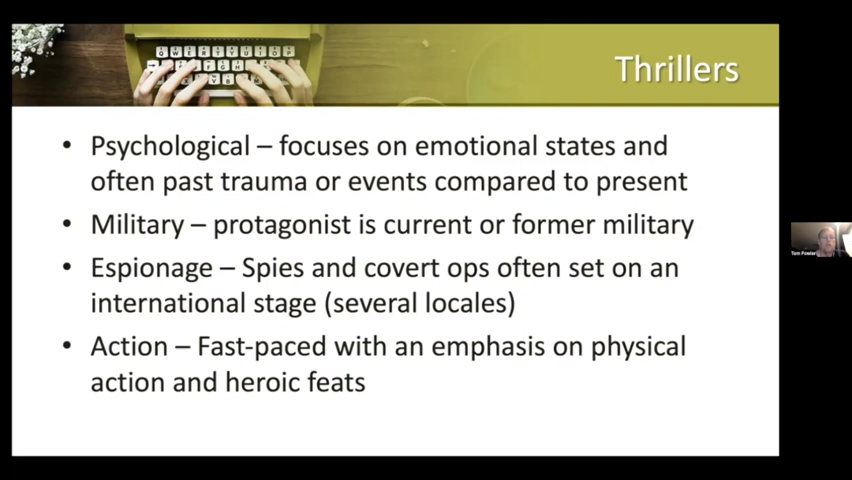 Thrillers
• Psychological – focuses on emotional states and
often past trauma or events compared to present
• Military – protagonist is current or former military
• Espionage – Spies and covert ops often set on an
international stage (several locales)
• Action – Fast-paced with an emphasis on physical
action and heroic feats
Tom Fowler